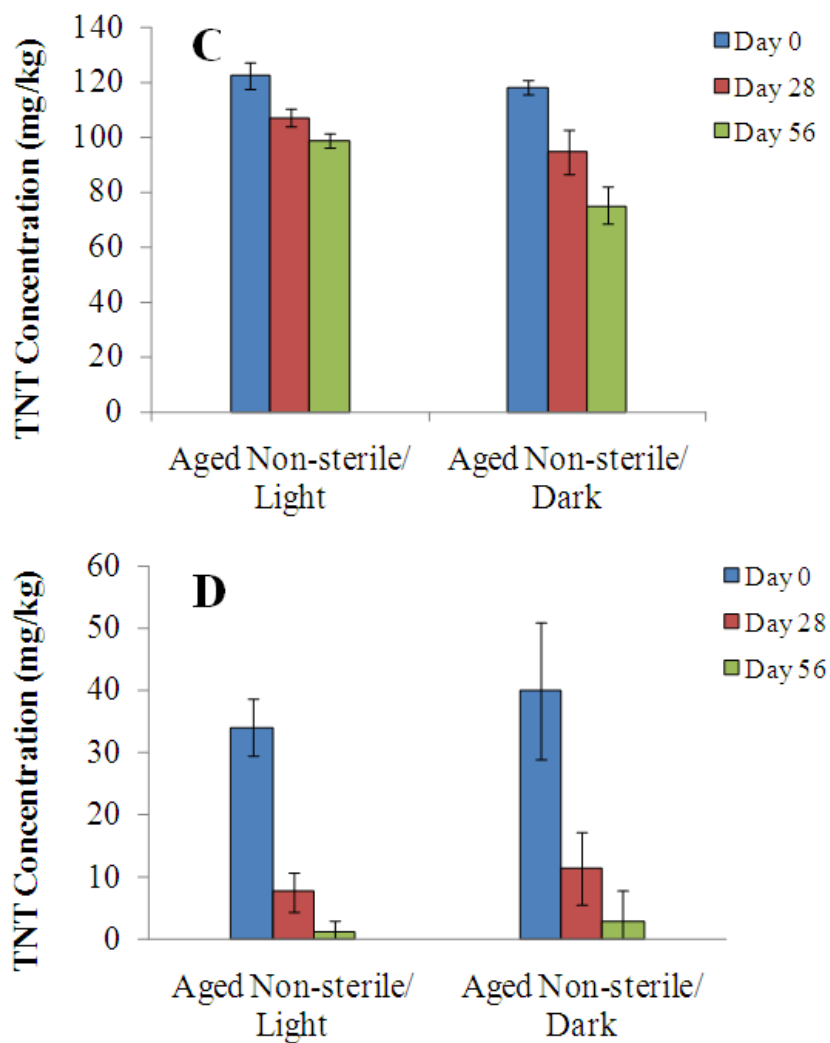 C
TNT Concentration (mg/kg)
140
120
100
80
60
40
20
0
Day 0
Day 28
Day 56
Aged Non-sterile/
Light
Aged Non-sterile/
Dark
D
TNT Concentration (mg/kg)
60
50
40
30
20
10
0
Day 0
Day 28
Day 56
Aged Non-sterile/
Light
Aged Non-sterile/
Dark